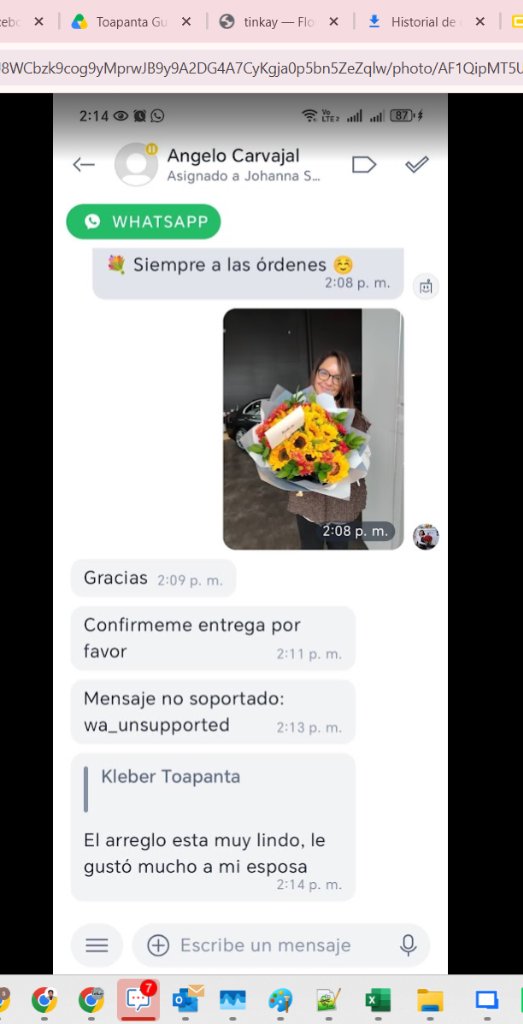 Toapanta Gu
tinkay — Flo
Historial de
8WCbzk9cog9yMprwJB9y9A2DG4A7CyKgja0p5bn5ZeZqlw/photo/AF1QipMT5U
2:14
Vo
LTE2
87
Angelo Carvajal
Asignado a Johanna S...
WHATSAPP
Siempre a las órdenes
2:08 p. m.
2:08 p. m.
Gracias 2:09 p. m.
Confirmeme entrega por
favor
2:11 p. m.
Mensaje no soportado:
wa_unsupported
2:13 p. m.
Kleber Toapanta
El arreglo esta muy lindo, le
gustó mucho a mi esposa
2:14 p. m.
Escribe un mensaje
7